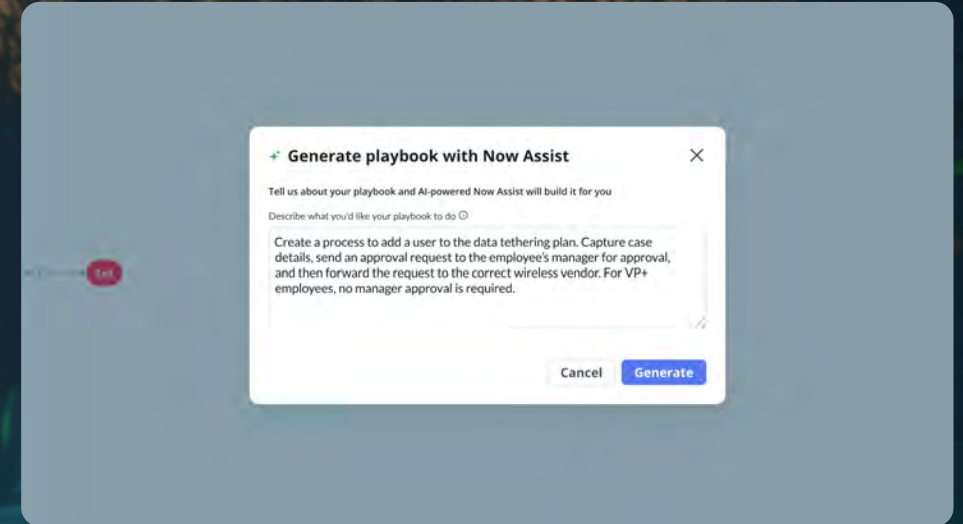 Generate playbook with Now Assist
Tell us about your playbook and AI-powered Now Assist will build it for you
Describe what you'd like your playbook to do
Create a process to add a user to the data tethering plan. Capture case
details, send an approval request to the employee's manager for approval,
and then forward the request to the correct wireless vendor. For VP+
employees, no manager approval is required.
Cancel
Generate